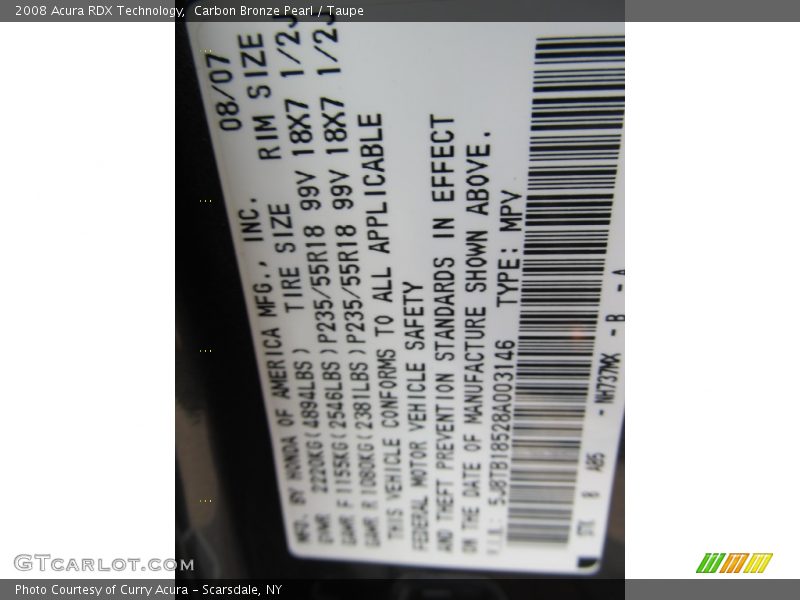 2008 Acura RDX Technology, Carbon Bronze Pearl / Taupe
MFD. BY HONDA OF AMERICA MFG., INC. 08/07
GVWR 2220KG(4894LBS) TIRE SIZE RIM SIZE
GAWR F 1155KG(2546LBS)P235/55R18 99V 18X7 1/2J
GAWR R 1080KG(2381LBS)P235/55R18 99V 18X7 1/2J
THIS VEHICLE CONFORMS TO ALL APPLICABLE
FEDERAL MOTOR VEHICLE SAFETY
AND THEFT PREVENTION STANDARDS IN EFFECT
ON THE DATE OF MANUFACTURE SHOWN ABOVE.
V.I.N.: 5J8TB18528A003146 TYPE: MPV
STK 8 A05 - NH737MX - B - A
GTCARLOT.COM
Photo Courtesy of Curry Acura - Scarsdale, NY